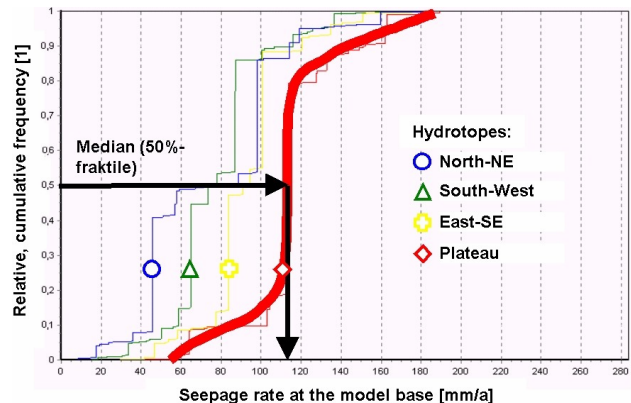 Relative, cumulative frequency [1]
1
0,9
0,8
0,7
0,6
0,5
0,4
0,3
0,2
0,1
0
Median (50%-
fraktile)
Hydrotopes:
North-NE
South-West
East-SE
Plateau
0 20 40 60 80 100 120 140 160 180 200 220 240 260 280
Seepage rate at the model base [mm/a]